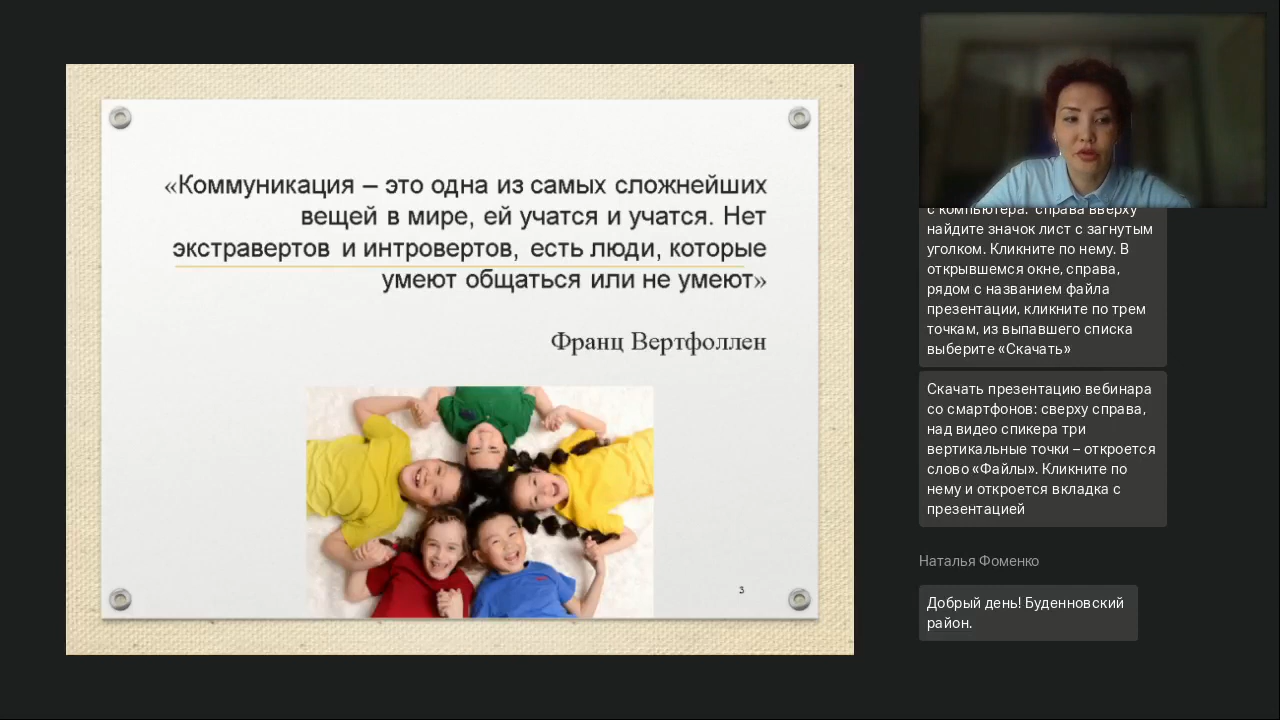 «Коммуникация – это одна из самых сложнейших
вещей в мире, ей учатся и учатся. Нет
экстравертов и интровертов, есть люди, которые
умеют общаться или не умеют»
Франц Вертфоллен
3
с компьютера: справа вверху
найдите значок лист с загнутым
уголком. Кликните по нему. В
открывшемся окне, справа,
рядом с названием файла
презентации, кликните по трем
точкам, из выпавшего списка
выберите «Скачать»
Скачать презентацию вебинара
со смартфонов: сверху справа,
над видео спикера три
вертикальные точки – откроется
слово «Файлы». Кликните по
нему и откроется вкладка с
презентацией
Наталья Фоменко
Добрый день! Буденновский
район.